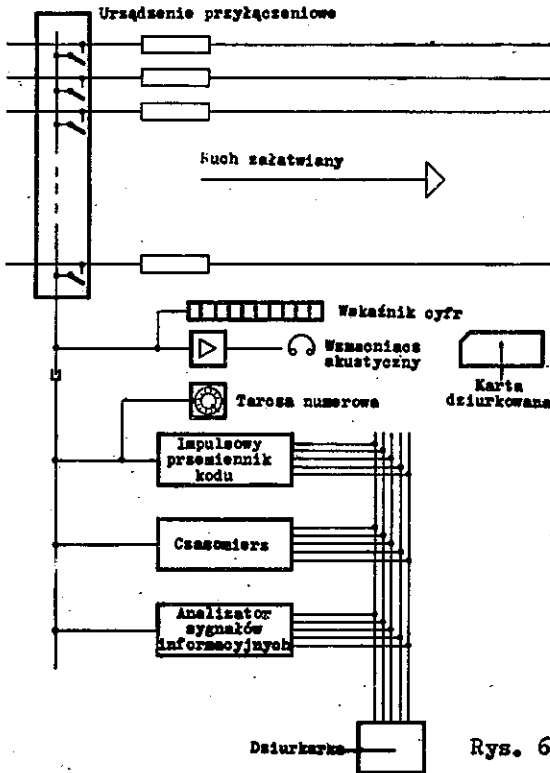 Urządzenie przyłączeniowe
Ruch załatwiany
Wskaźnik cyfr
Wzmacniacz
akustyczny
Karta
dziurkowana
Tarcza numerowa
Impulsowy
przemiennik
kodu
Czasomierz
Analizator
sygnałów
informacyjnych
Dziurkarka
Rys. 6